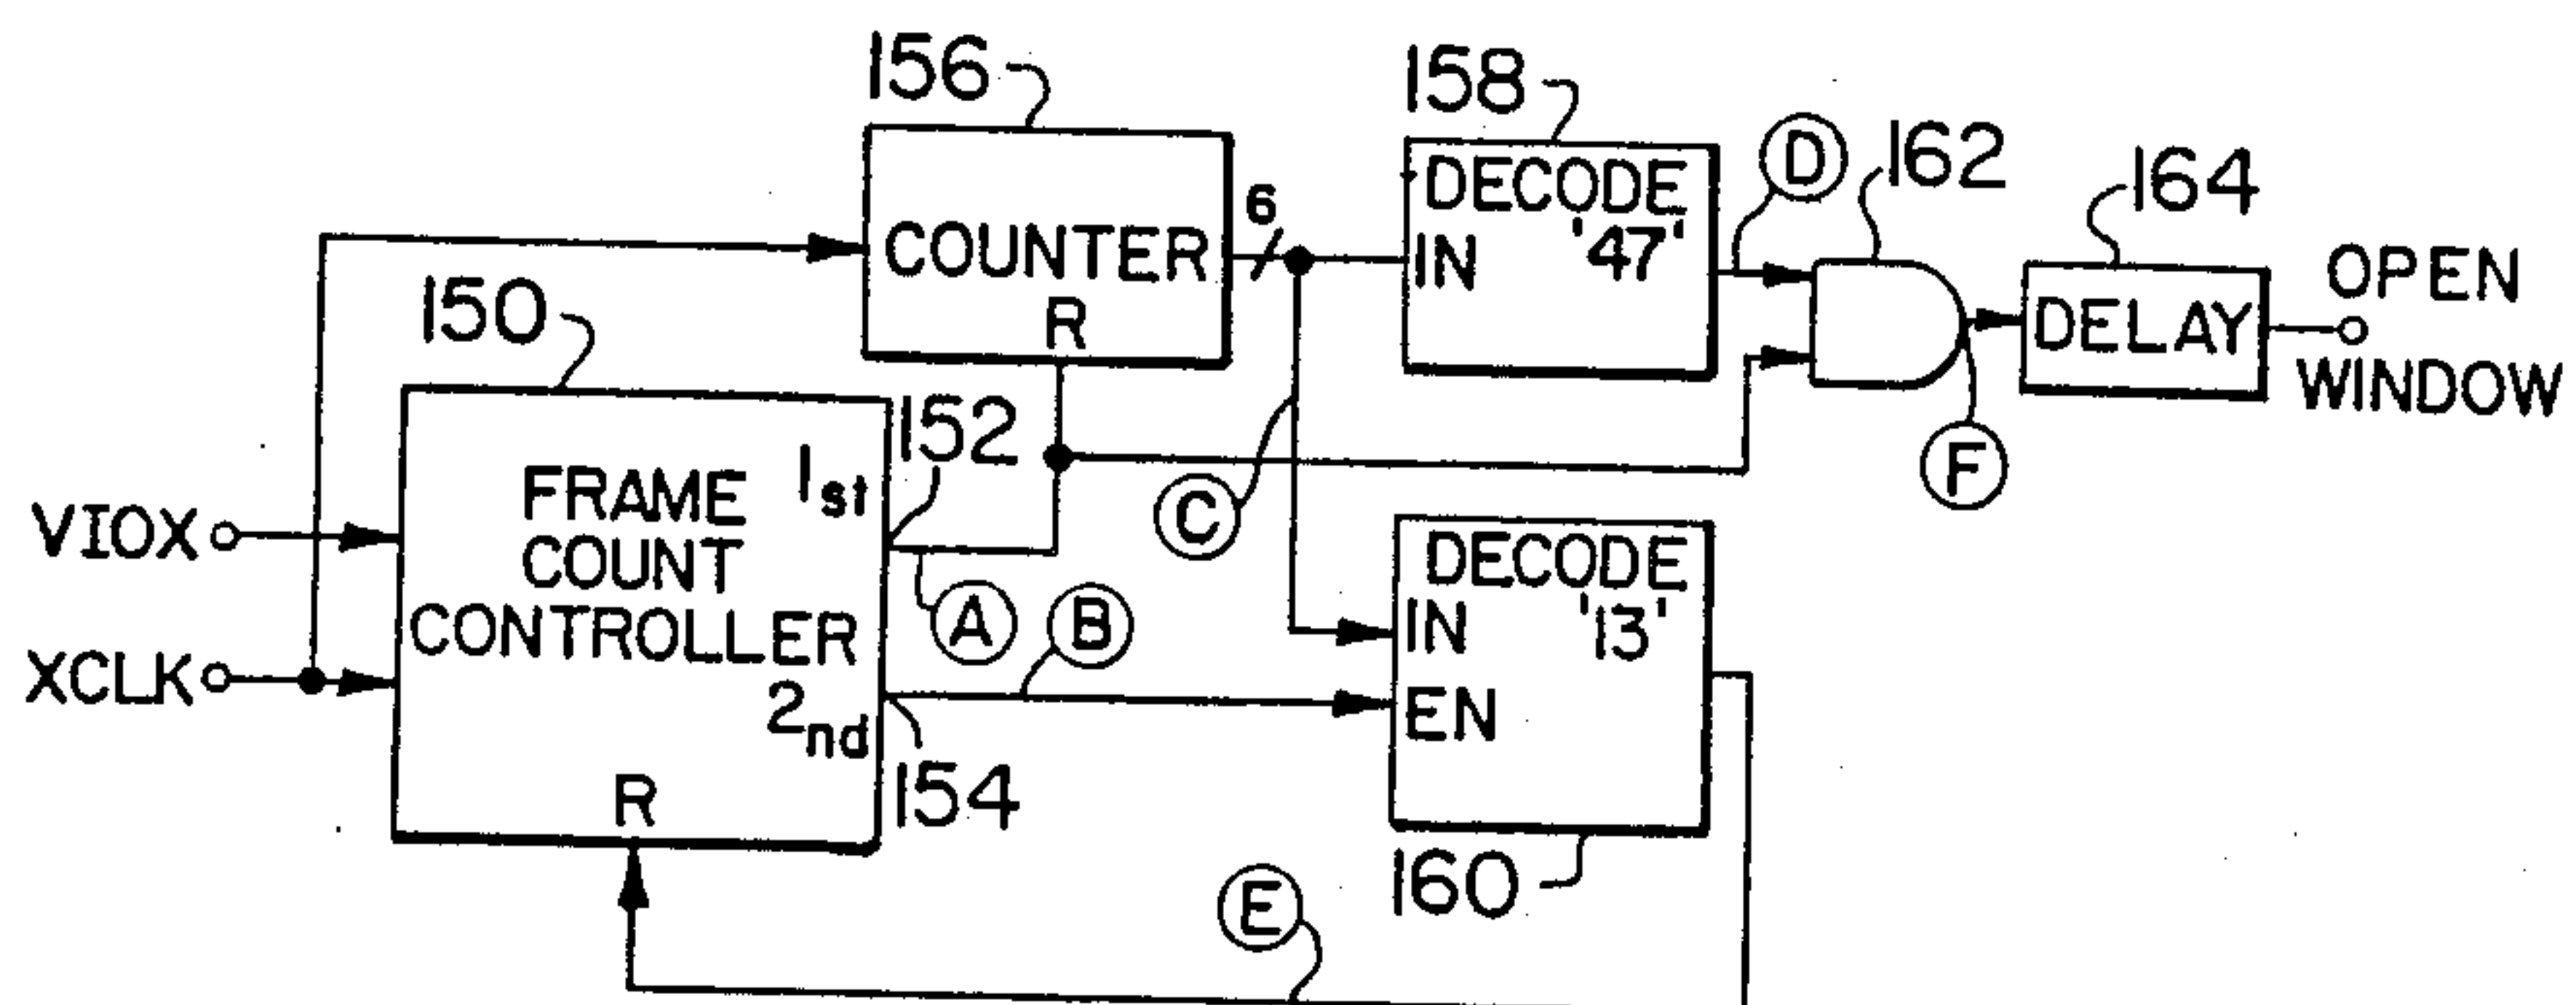 156
158
D
162
164
6
DECODE
'47'
IN
COUNTER
R
DELAY
OPEN
WINDOW
150
152
1st
FRAME
COUNT
CONTROLLER
2nd
R
154
VIOX
XCLK
A
B
C
F
DECODE
'13'
IN
EN
160
E